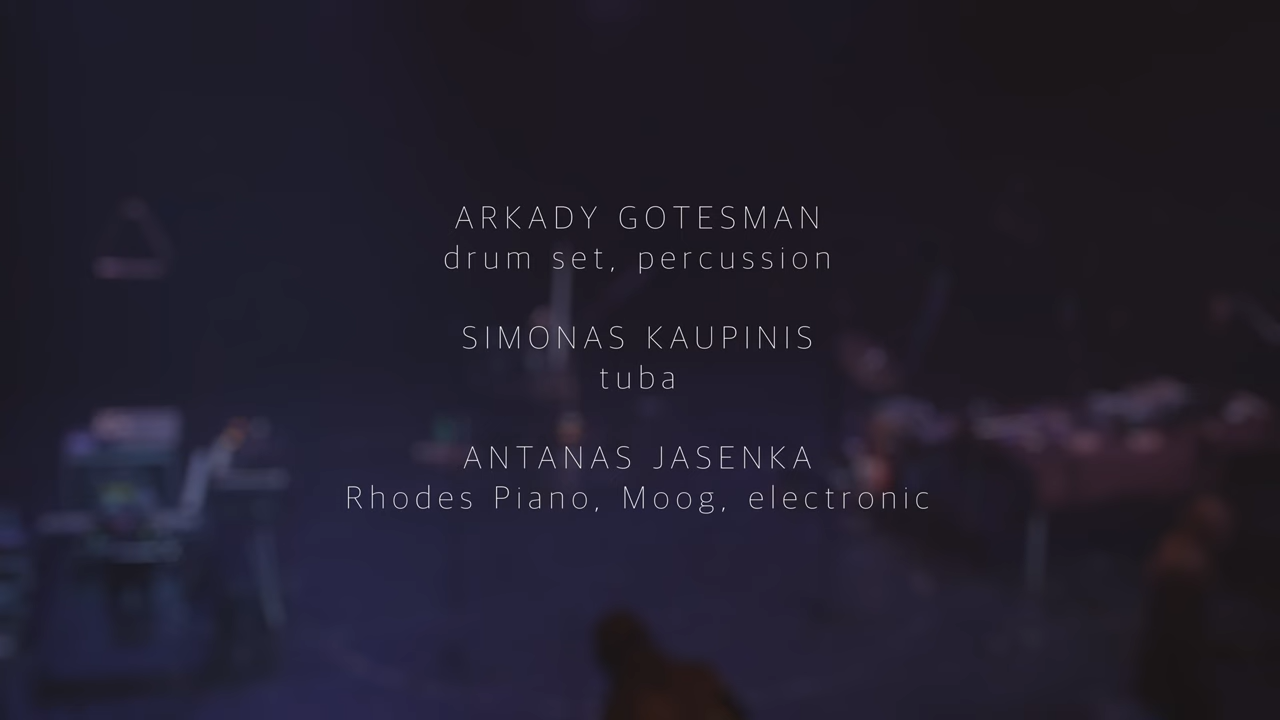 ARKADY GOTESMAN
drum set, percussion
SIMONAS KAUPINIS
tuba
ANTANAS JASENKA
Rhodes Piano, Moog, electronic